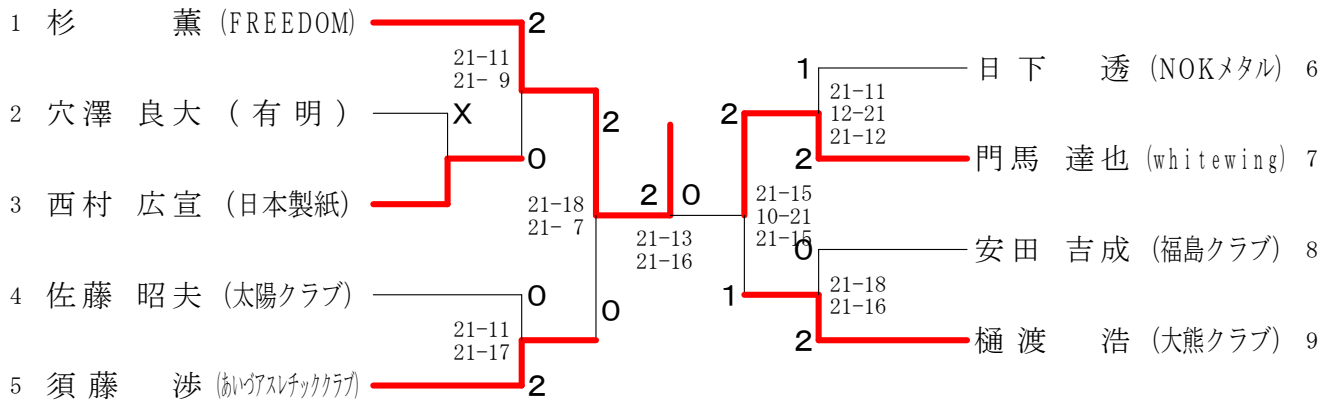 1 杉 薫 (FREEDOM)
2
21-11
21- 9
2 穴澤 良大 (有明)
X
0
2
3 西村 広宣 (日本製紙)
21-18
21- 7
4 佐藤 昭夫 (太陽クラブ)
0
0
21-11
21-17
5 須藤 渉 (あいづアスレチッククラブ)
2
2 0
21-13
21-16
1
日下 透 (NOKメタル) 6
21-11
12-21
21-12
2
2
門馬 達也 (whitewing) 7
21-15
10-21
21-15
0
安田 吉成 (福島クラブ) 8
1
21-18
21-16
2
樋渡 浩 (大熊クラブ) 9